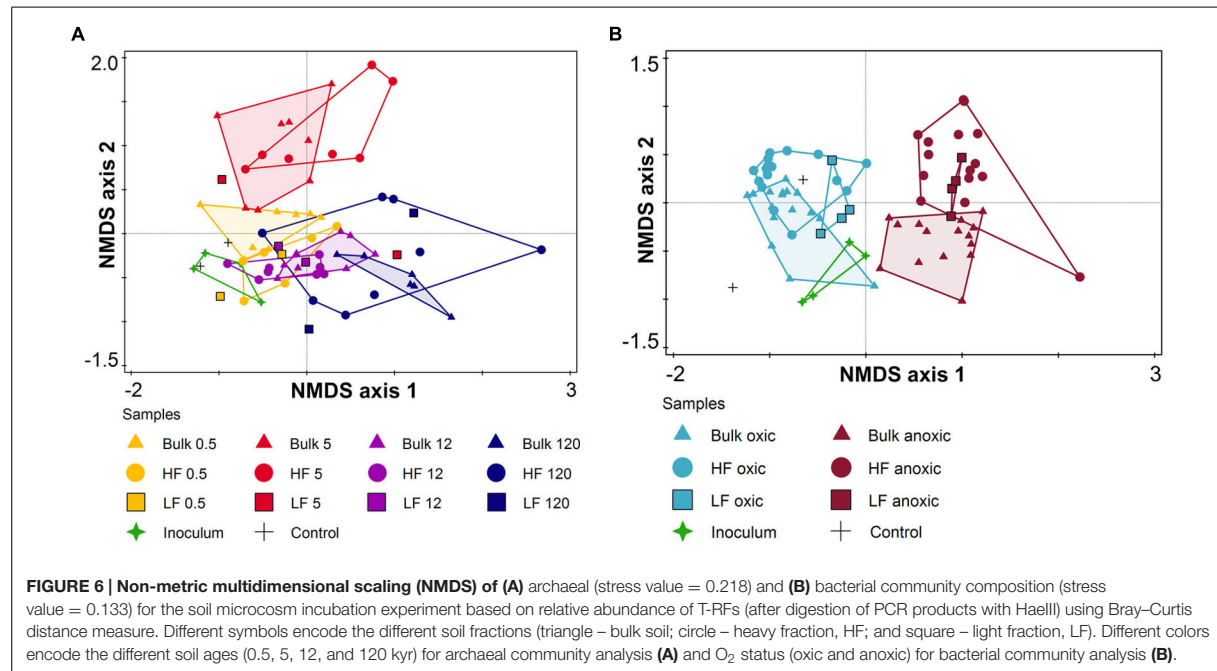 A
B
2.0
NMDS axis 2
-1.5
-2
NMDS axis 1
3
1.5
NMDS axis 2
-1.5
-2
NMDS axis 1
3
Samples
Bulk 0.5 Bulk 5 Bulk 12 Bulk 120
HF 0.5 HF 5 HF 12 HF 120
LF 0.5 LF 5 LF 12 LF 120
Inoculum Control
Samples
Bulk oxic Bulk anoxic
HF oxic HF anoxic
LF oxic LF anoxic
Inoculum Control
FIGURE 6 | Non-metric multidimensional scaling (NMDS) of (A) archaeal (stress value = 0.218) and (B) bacterial community composition (stress
value = 0.133) for the soil microcosm incubation experiment based on relative abundance of T-RFs (after digestion of PCR products with HaeIII) using Bray–Curtis
distance measure. Different symbols encode the different soil fractions (triangle – bulk soil; circle – heavy fraction, HF; and square – light fraction, LF). Different colors
encode the different soil ages (0.5, 5, 12, and 120 kyr) for archaeal community analysis (A) and O₂ status (oxic and anoxic) for bacterial community analysis (B).